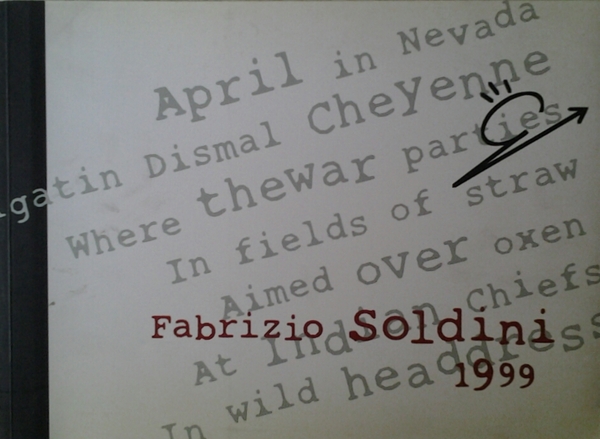 April in Nevada
gatin Dismal Cheyenne
Where thewar parties
In fields of straw
Aimed over oxen
At Indian Chiefs
In wild headdress
Fabrizio Soldini
1999